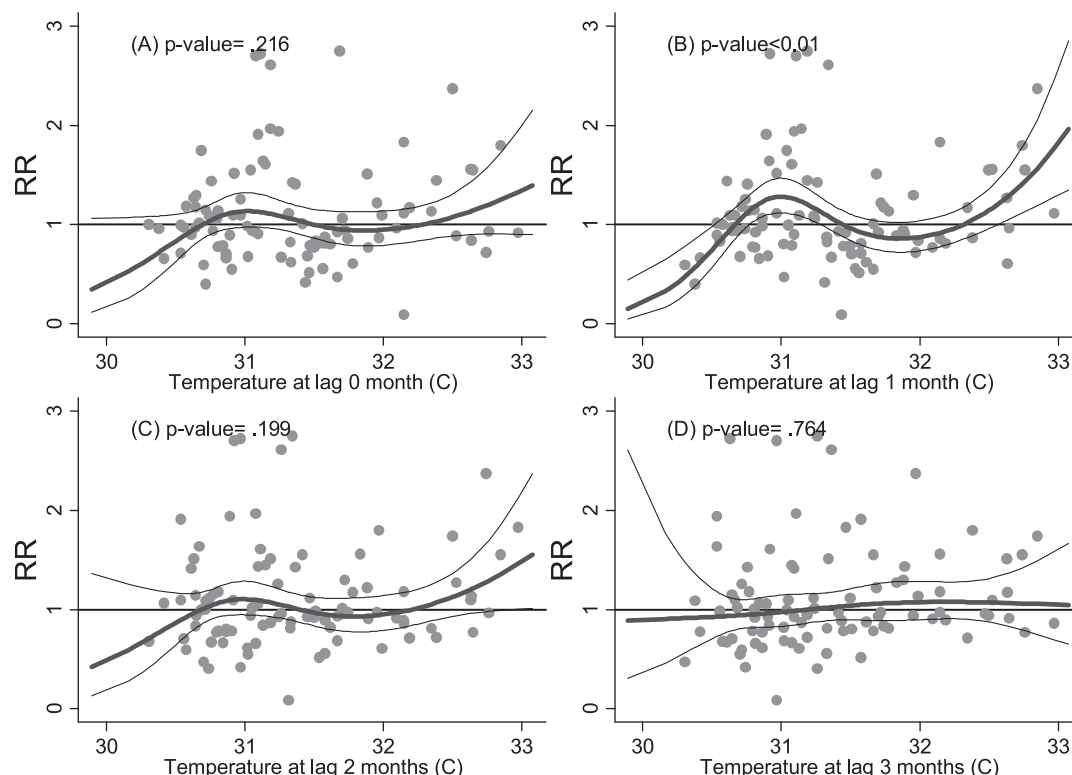 (A) p-value= .216
RR
0 1 2 3
30 31 32 33
Temperature at lag 0 month (C)
(B) p-value<0.01
RR
0 1 2 3
30 31 32 33
Temperature at lag 1 month (C)
(C) p-value= .199
RR
0 1 2 3
30 31 32 33
Temperature at lag 2 months (C)
(D) p-value= .764
RR
0 1 2 3
30 31 32 33
Temperature at lag 3 months (C)